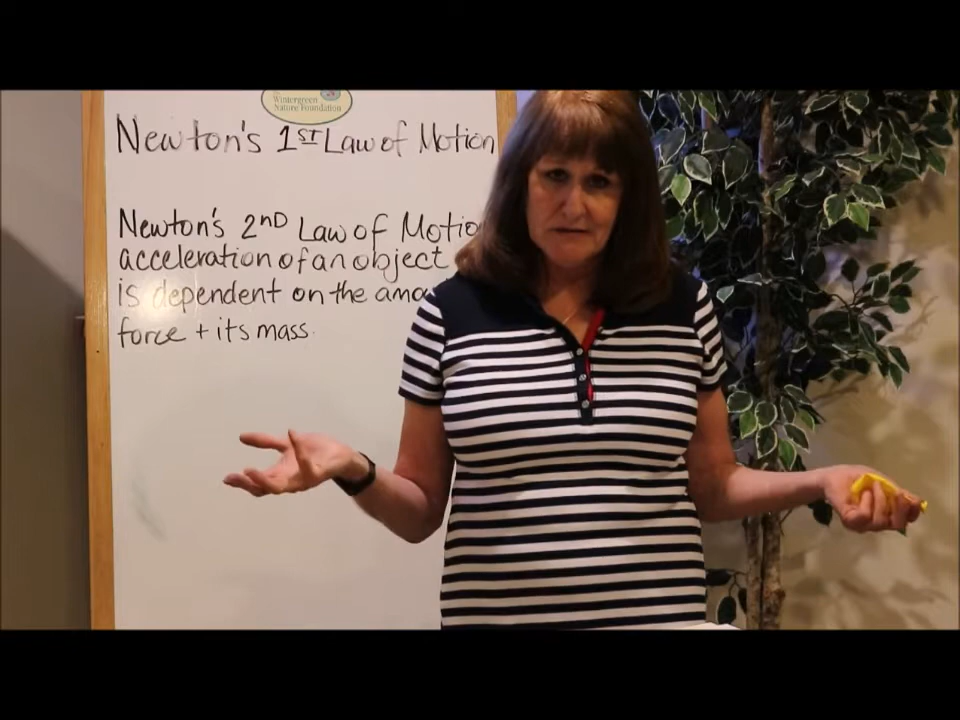 Wintergreen
Nature Foundation
Newton's 1ST Law of Motion
Newton's 2ND Law of Motio
acceleration of an object
is dependent on the amo
force + its mass.